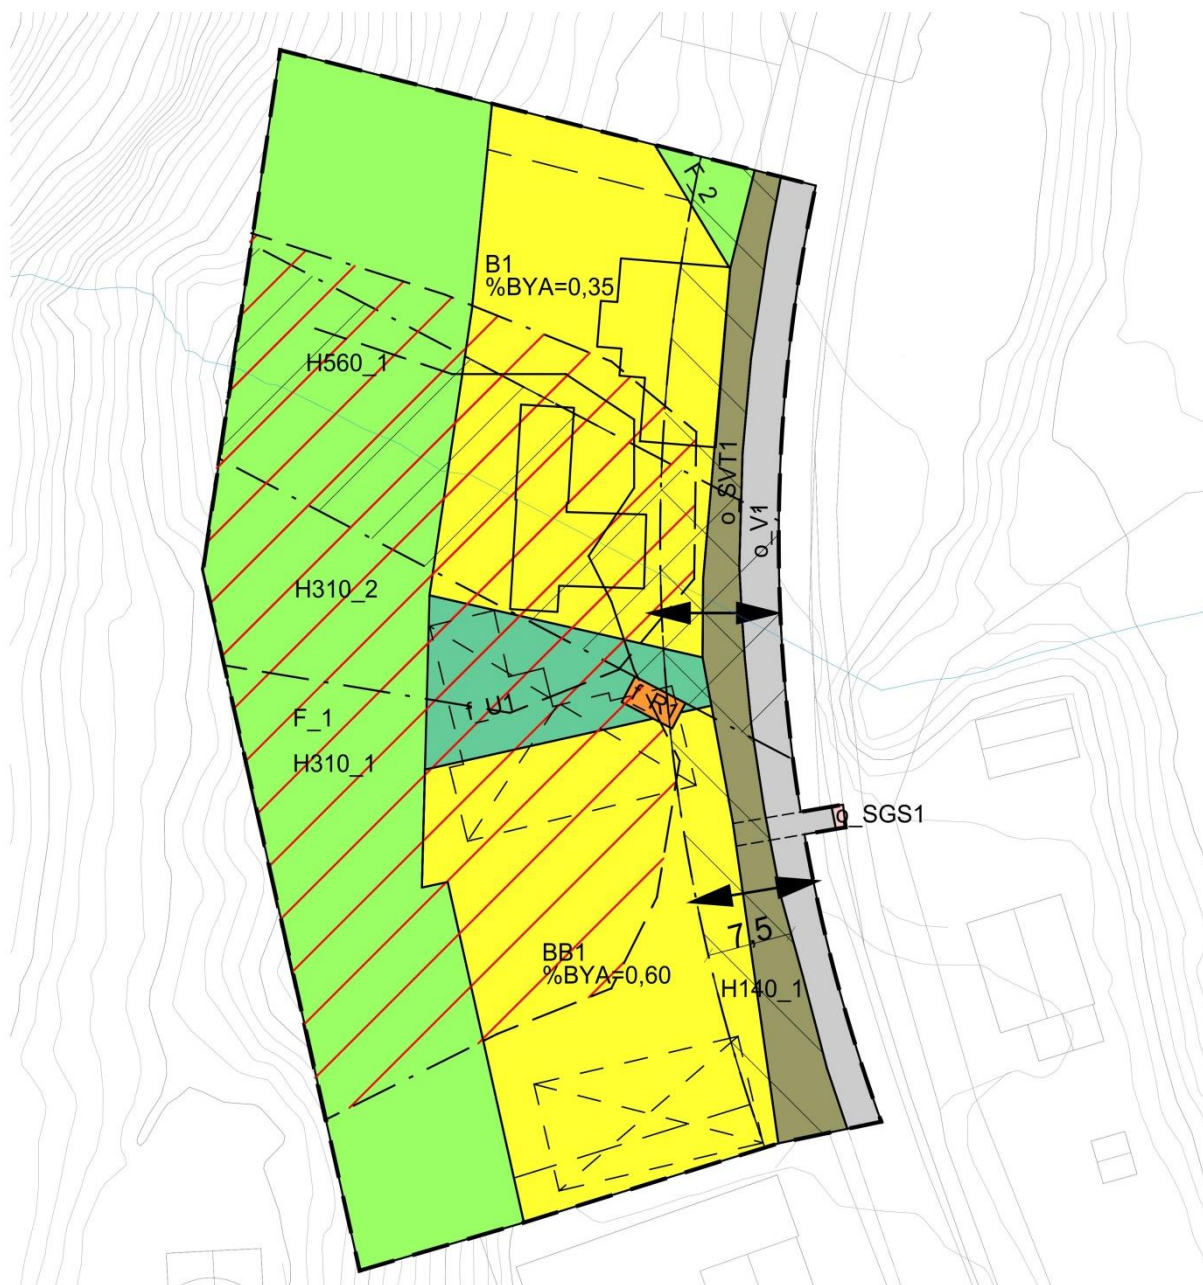 F_2
B1
%BYA=0,35
H560_1
o_SVT1
o_V1
H310_2
f_R1
f_U1
F_1
H310_1
o_SGS1
7,5
BB1
%BYA=0,60
H140_1